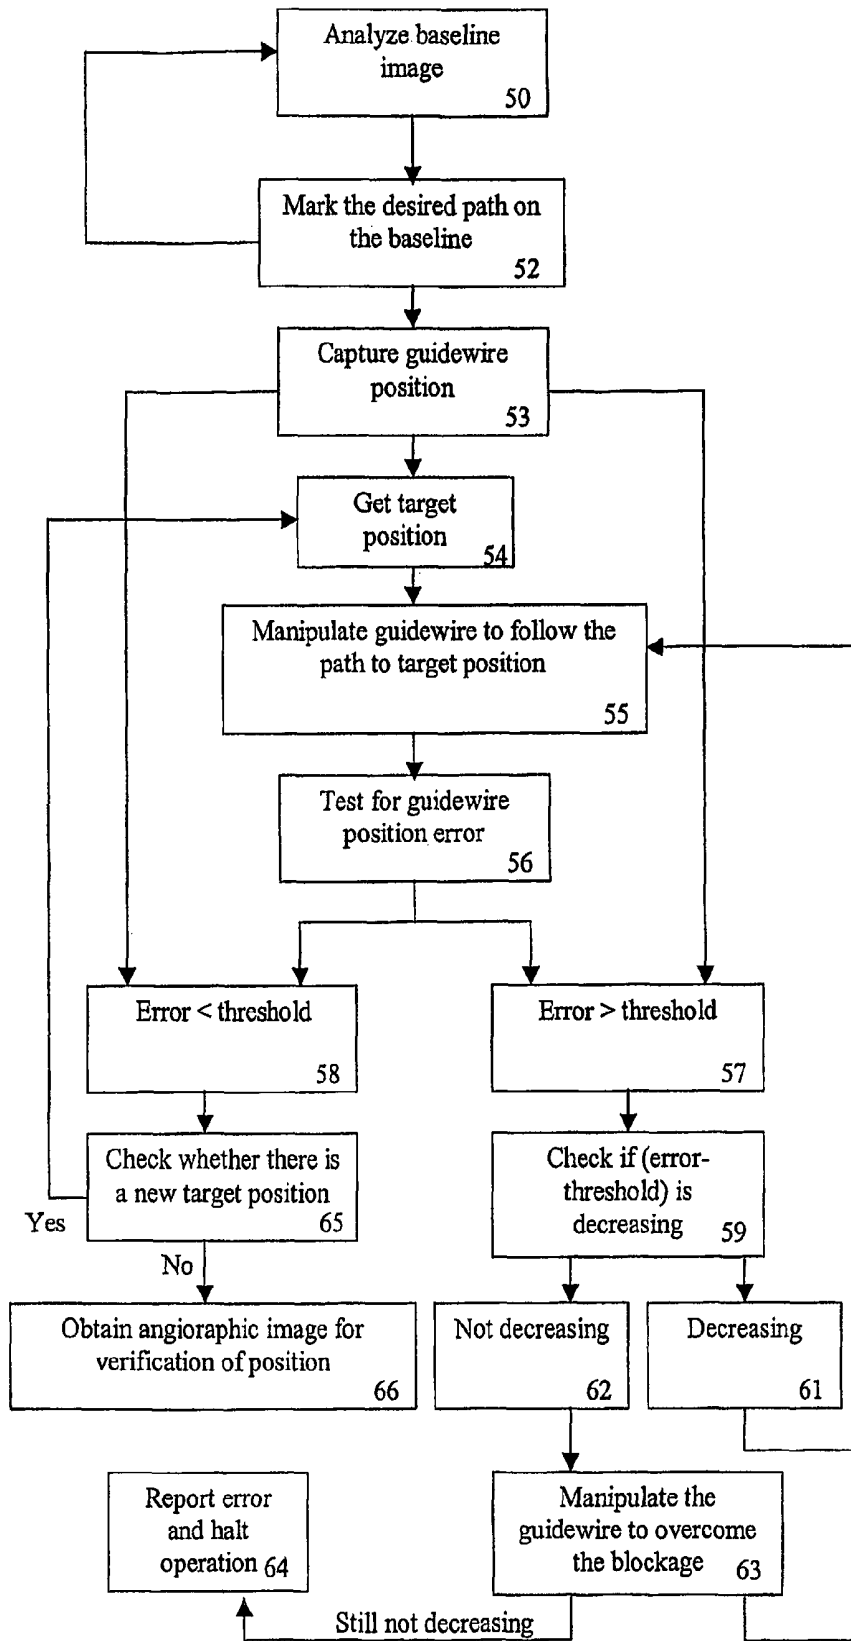 Analyze baseline
image
50
Mark the desired path on
the baseline
52
Capture guidewire
position
53
Get target
position
54
Manipulate guidewire to follow the
path to target position
55
Test for guidewire
position error
56
Error < threshold
58
Error > threshold
57
Check whether there is
a new target position
65
Yes
No
Check if (error-
threshold) is
decreasing 59
Obtain angioraphic image for
verification of position
66
Not decreasing
62
Decreasing
61
Report error
and halt
operation 64
Manipulate the
guidewire to overcome
the blockage 63
Still not decreasing